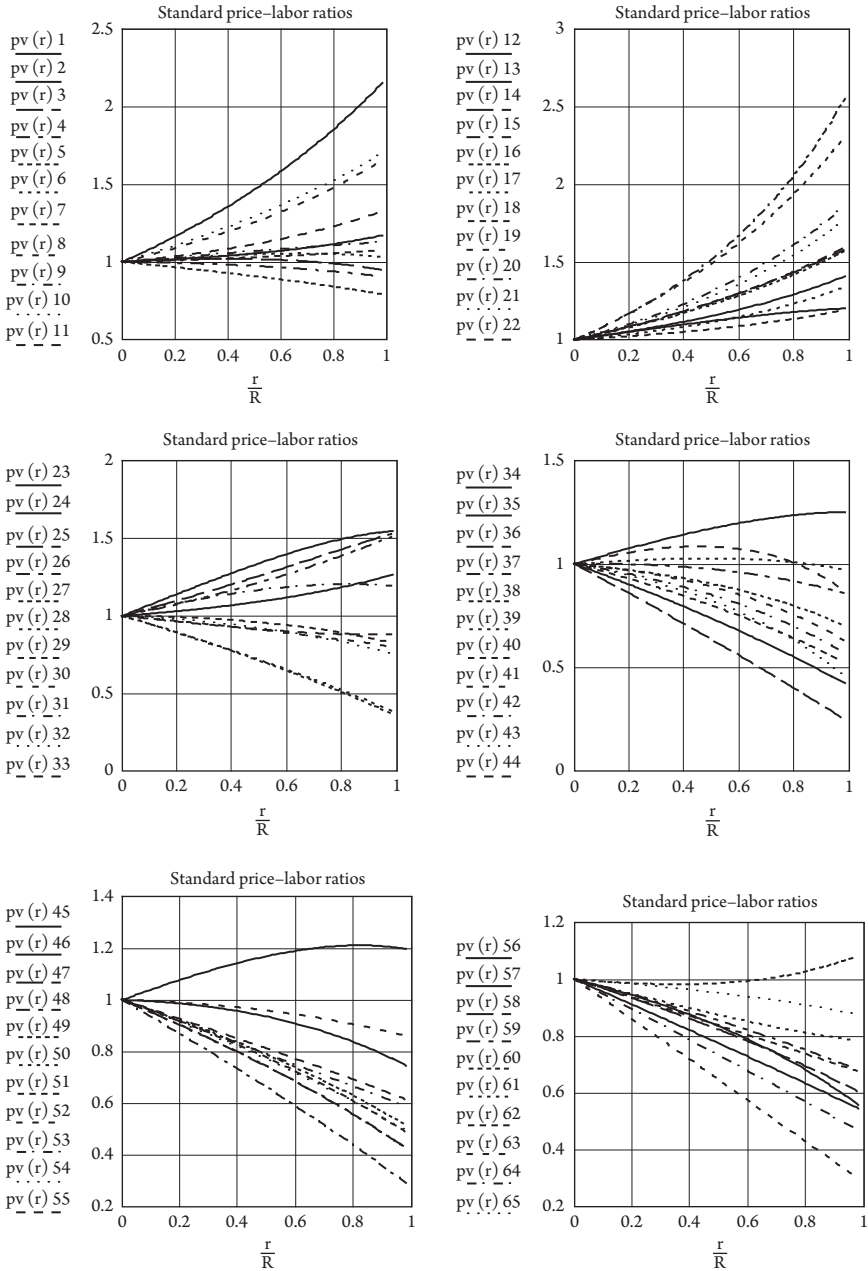 Standard price–labor ratios
pv (r) 1
pv (r) 2
pv (r) 3
pv (r) 4
pv (r) 5
pv (r) 6
pv (r) 7
pv (r) 8
pv (r) 9
pv (r) 10
pv (r) 11
2.5
2
1.5
1
0.5
0 0.2 0.4 0.6 0.8 1
r
R
Standard price–labor ratios
pv (r) 12
pv (r) 13
pv (r) 14
pv (r) 15
pv (r) 16
pv (r) 17
pv (r) 18
pv (r) 19
pv (r) 20
pv (r) 21
pv (r) 22
3
2.5
2
1.5
1
0 0.2 0.4 0.6 0.8 1
r
R
Standard price–labor ratios
pv (r) 23
pv (r) 24
pv (r) 25
pv (r) 26
pv (r) 27
pv (r) 28
pv (r) 29
pv (r) 30
pv (r) 31
pv (r) 32
pv (r) 33
2
1.5
1
0.5
0
0 0.2 0.4 0.6 0.8 1
r
R
Standard price–labor ratios
pv (r) 34
pv (r) 35
pv (r) 36
pv (r) 37
pv (r) 38
pv (r) 39
pv (r) 40
pv (r) 41
pv (r) 42
pv (r) 43
pv (r) 44
1.5
1
0.5
0
0 0.2 0.4 0.6 0.8 1
r
R
Standard price–labor ratios
pv (r) 45
pv (r) 46
pv (r) 47
pv (r) 48
pv (r) 49
pv (r) 50
pv (r) 51
pv (r) 52
pv (r) 53
pv (r) 54
pv (r) 55
1.4
1.2
1
0.8
0.6
0.4
0.2
0 0.2 0.4 0.6 0.8 1
r
R
Standard price–labor ratios
pv (r) 56
pv (r) 57
pv (r) 58
pv (r) 59
pv (r) 60
pv (r) 61
pv (r) 62
pv (r) 63
pv (r) 64
pv (r) 65
1.2
1
0.8
0.6
0.4
0.2
0 0.2 0.4 0.6 0.8 1
r
R